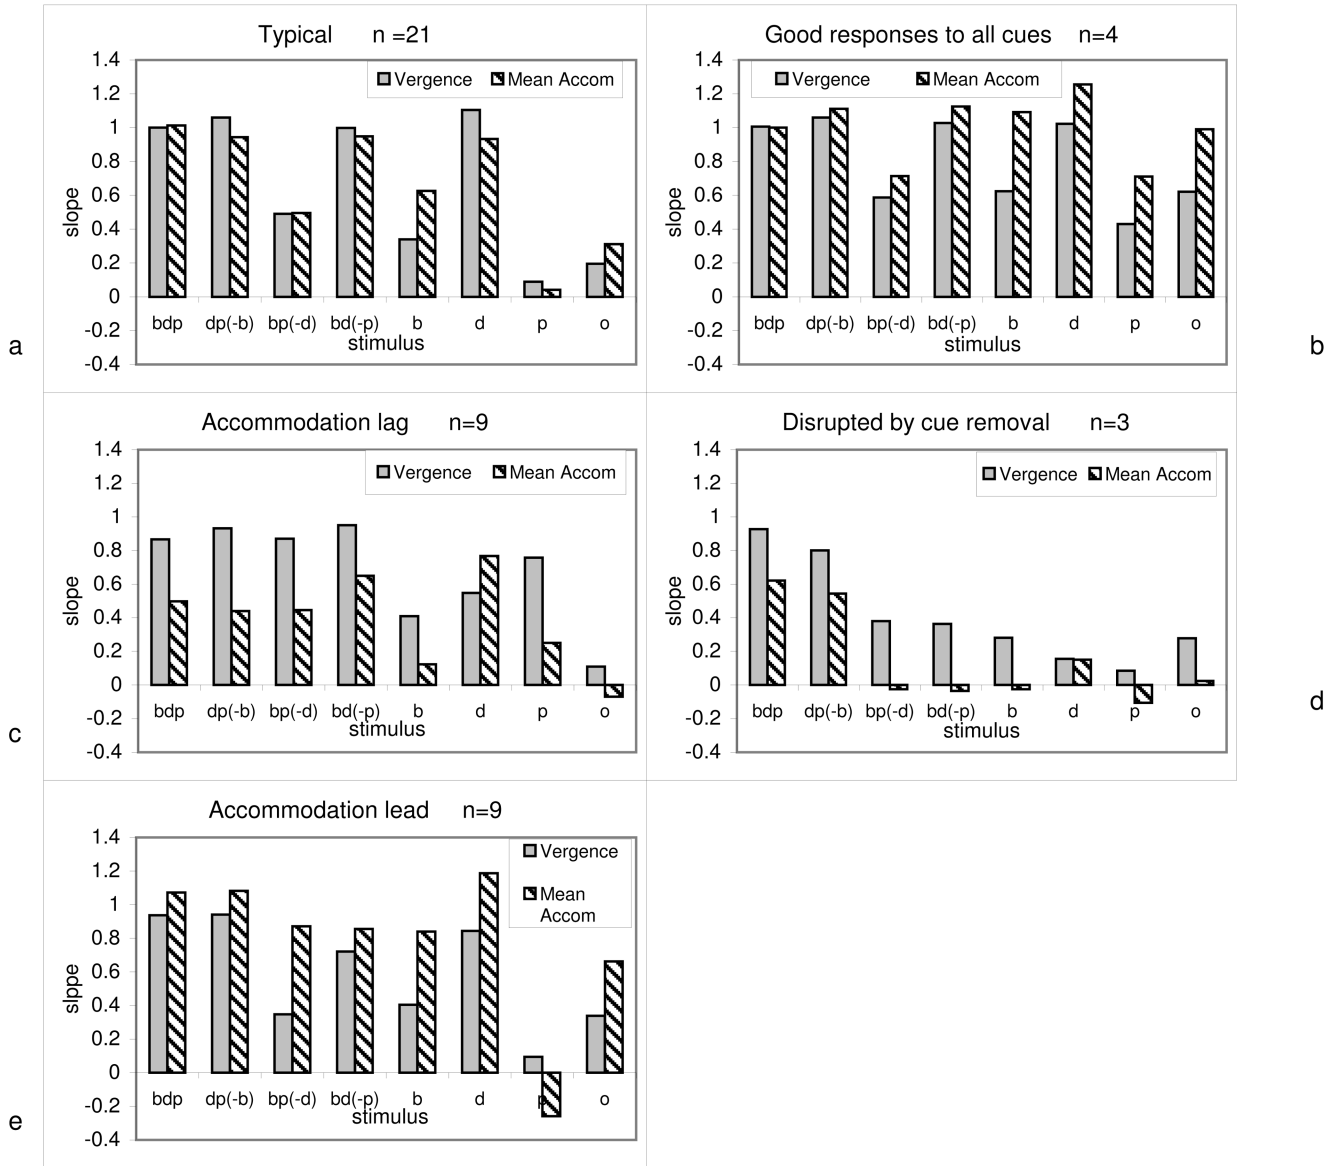 Typical n =21
Vergence Mean Accom
1.4
1.2
1
0.8
0.6
0.4
0.2
0
-0.2
-0.4
slope
bdp dp(-b) bp(-d) bd(-p) b d p o
stimulus
a
Good responses to all cues n=4
Vergence Mean Accom
1.4
1.2
1
0.8
0.6
0.4
0.2
0
-0.2
-0.4
slope
bdp dp(-b) bp(-d) bd(-p) b d p o
stimulus
b
Accommodation lag n=9
Vergence Mean Accom
1.4
1.2
1
0.8
0.6
0.4
0.2
0
-0.2
-0.4
slope
bdp dp(-b) bp(-d) bd(-p) b d p o
stimulus
c
Disrupted by cue removal n=3
Vergence Mean Accom
1.4
1.2
1
0.8
0.6
0.4
0.2
0
-0.2
-0.4
slope
bdp dp(-b) bp(-d) bd(-p) b d p o
stimulus
d
Accommodation lead n=9
Vergence
Mean
Accom
1.4
1.2
1
0.8
0.6
0.4
0.2
0
-0.2
-0.4
slppe
bdp dp(-b) bp(-d) bd(-p) b d p o
stimulus
e